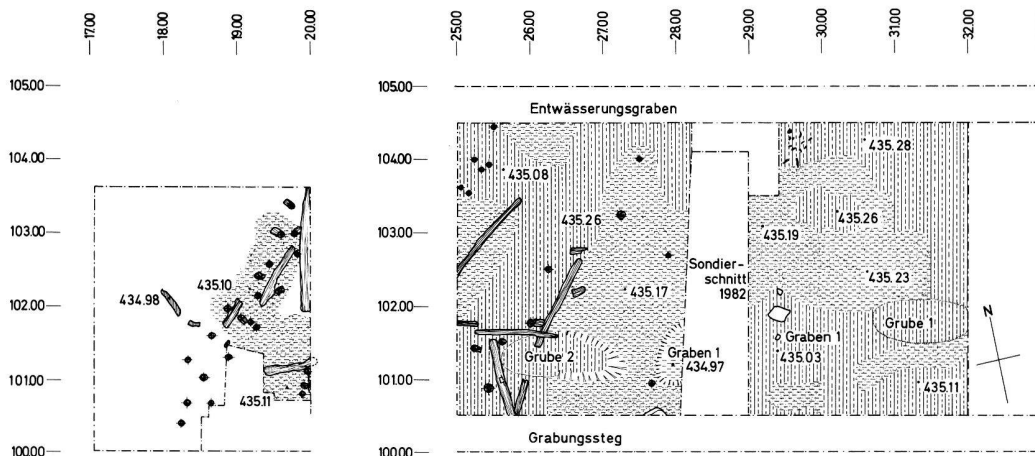 17.00 18.00 19.00 20.00 25.00 26.00 27.00 28.00 29.00 30.00 31.00 32.00
105.00
104.00
103.00
102.00
101.00
100.00
434.98
435.10
435.11
105.00
104.00
103.00
102.00
101.00
100.00
Entwässerungsgraben
435.08
435.26
435.17
Grube 2
Graben 1
434.97
Sondier-
schnitt
1982
435.28
435.26
435.19
435.23
Grube 1
Graben 1
435.03
435.11
N
Grabungssteg